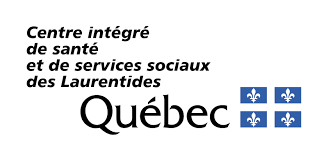 Centre intégré
de santé
et de services sociaux
des Laurentides
Québec